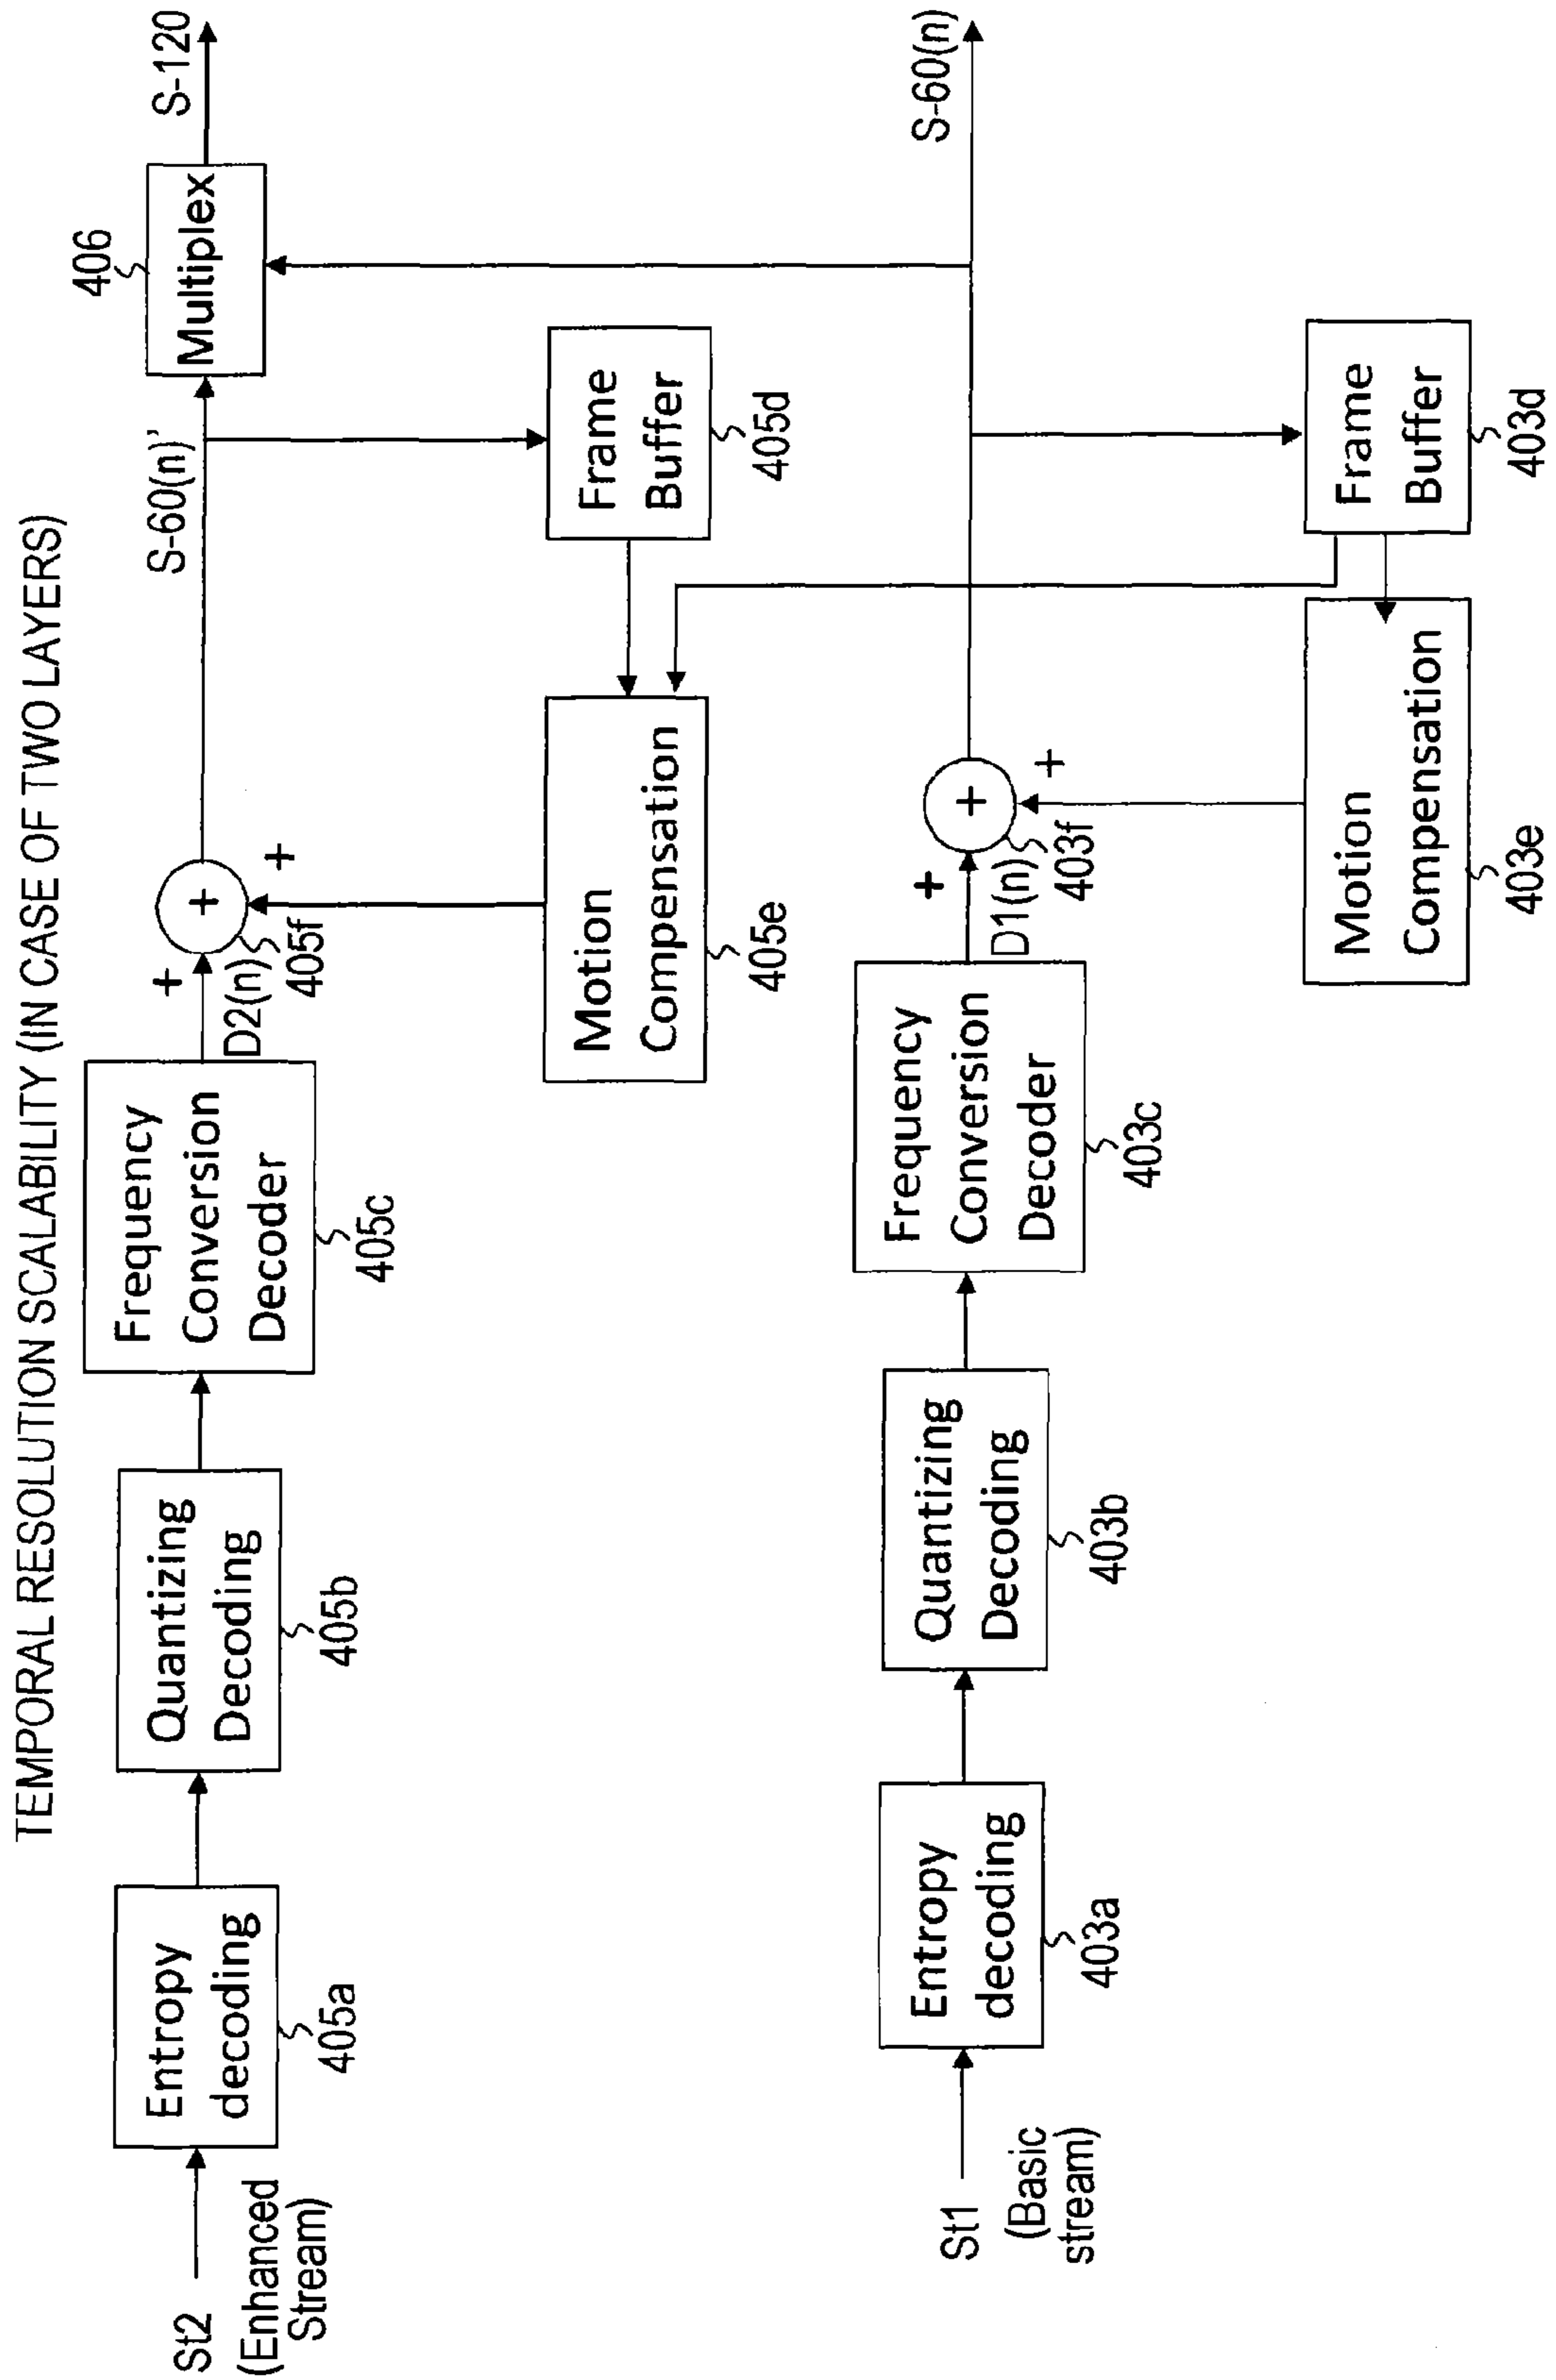 TEMPORAL RESOLUTION SCALABILITY (IN CASE OF TWO LAYERS)
St2
(Enhanced
Stream)
Entropy
decoding
405a
Quantizing
Decoding
405b
Frequency
Conversion
Decoder
405c
+
D2(n)
+
405f
+
S-60(n)'
406
Multiplex
S-120
Motion
Compensation
405e
Frame
Buffer
405d
St1
(Basic
stream)
Entropy
decoding
403a
Quantizing
Decoding
403b
Frequency
Conversion
Decoder
403c
+
D1(n)
+
403f
+
S-60(n)
Motion
Compensation
403e
Frame
Buffer
403d